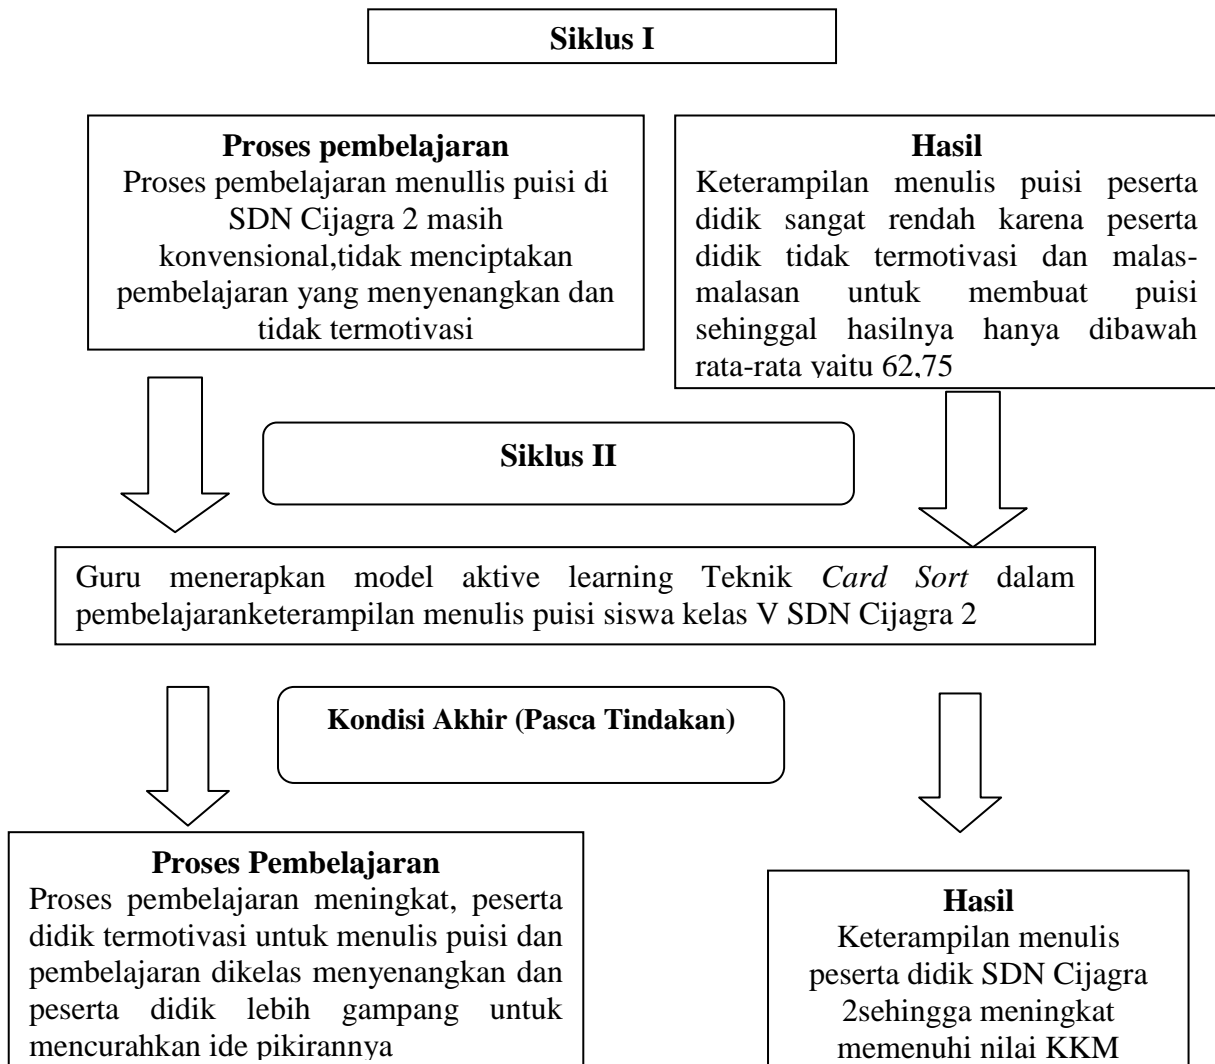 Siklus I
Proses pembelajaran
Proses pembelajaran menullis puisi di
SDN Cijagra 2 masih
konvensional,tidak menciptakan
pembelajaran yang menyenangkan dan
tidak termotivasi
Hasil
Keterampilan menulis puisi peserta
didik sangat rendah karena peserta
didik tidak termotivasi dan malas-
malasan untuk membuat puisi
sehinggal hasilnya hanya dibawah
rata-rata yaitu 62,75
Siklus II
Guru menerapkan model aktive learning Teknik Card Sort dalam
pembelajaranketerampilan menulis puisi siswa kelas V SDN Cijagra 2
Kondisi Akhir (Pasca Tindakan)
Proses Pembelajaran
Proses pembelajaran meningkat, peserta
didik termotivasi untuk menulis puisi dan
pembelajaran dikelas menyenangkan dan
peserta didik lebih gampang untuk
mencurahkan ide pikirannya
Hasil
Keterampilan menulis
peserta didik SDN Cijagra
2sehingga meningkat
memenuhi nilai KKM